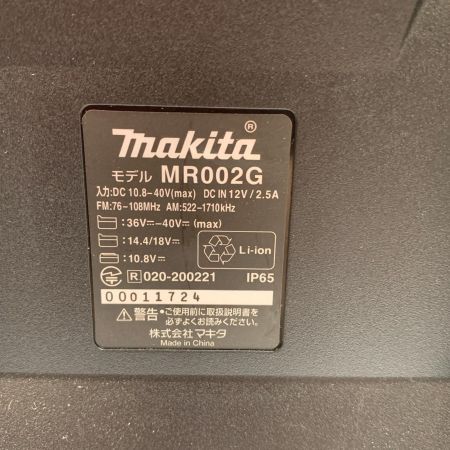 makita®
モデル MR002G
入力:DC 10.8-40V(max) DC IN 12V / 2.5A
FM:76-108MHz AM:522-1710kHz
:36V⎓-40V⎓ (max)
:14.4/18V⎓
:10.8V⎓
Li-ion
R 020-200221 IP65
00011724
⚠警告 •ご使用前に取扱説明書を
必ずよくお読みください。
株式会社マキタ
Made in China